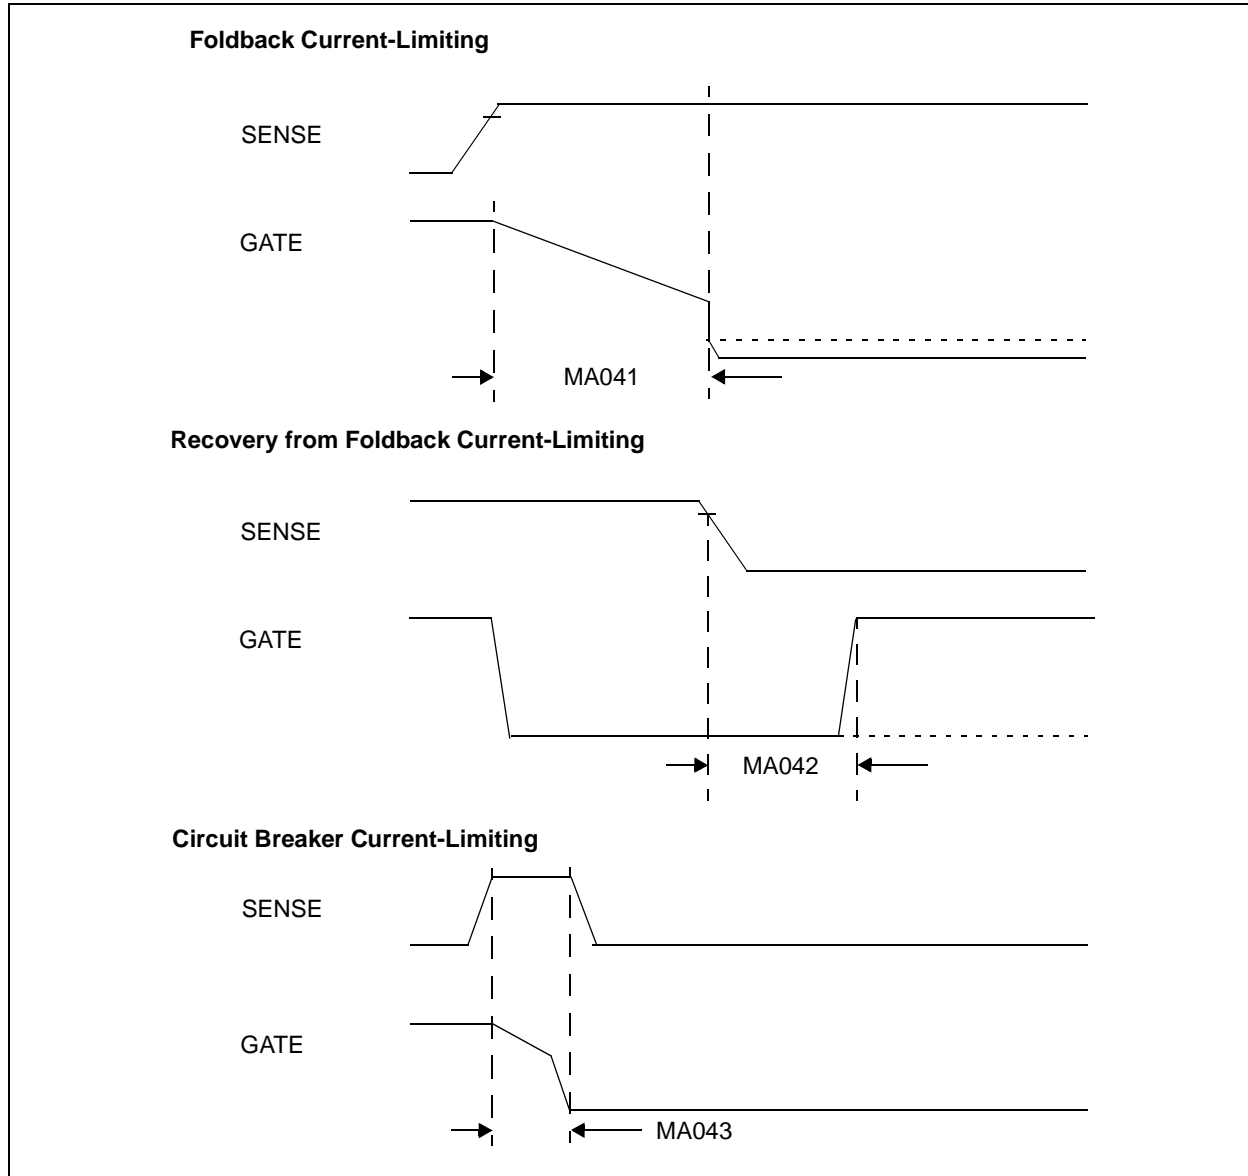 Foldback Current-Limiting
SENSE
GATE
MA041
Recovery from Foldback Current-Limiting
SENSE
GATE
MA042
Circuit Breaker Current-Limiting
SENSE
GATE
MA043